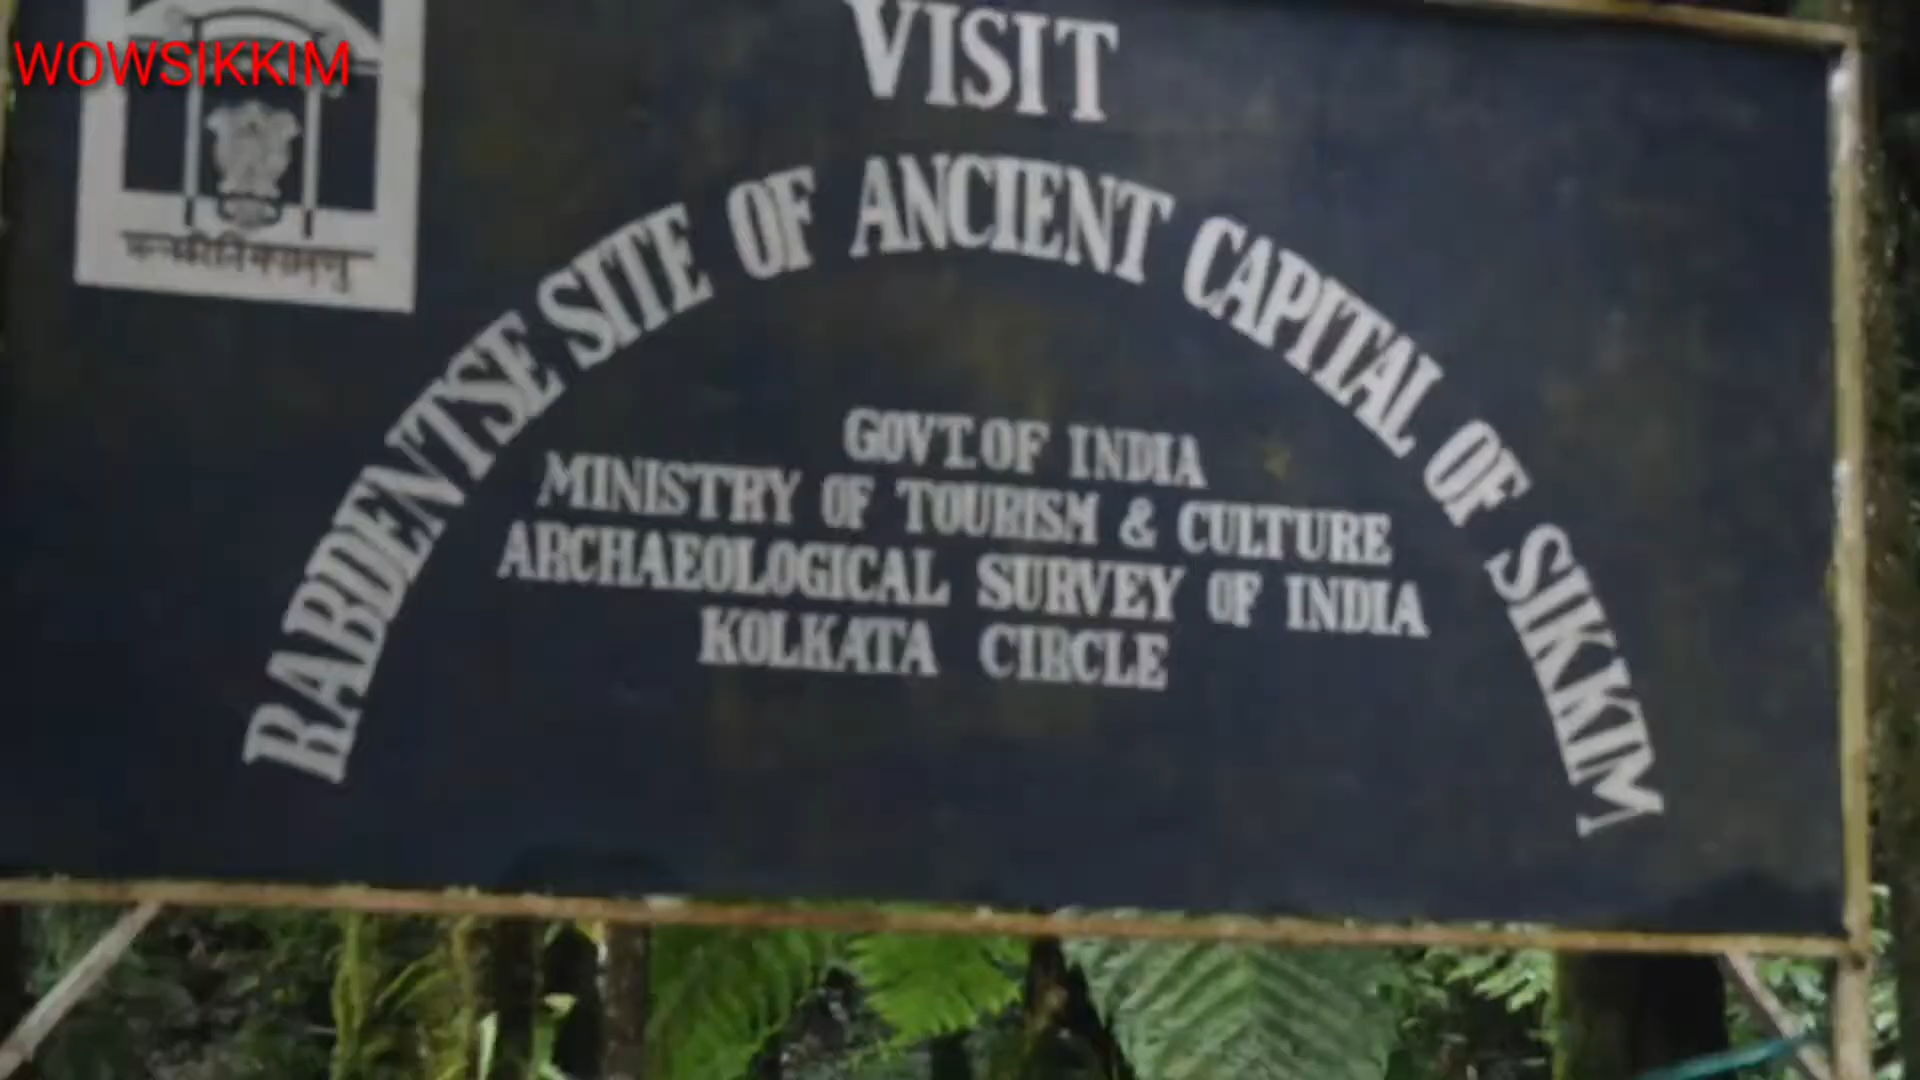 WOWSIKKIM
VISIT
RABDENTSE SITE OF ANCIENT CAPITAL OF SIKKIM
GOVT. OF INDIA
MINISTRY OF TOURISM & CULTURE
ARCHAEOLOGICAL SURVEY OF INDIA
KOLKATA CIRCLE